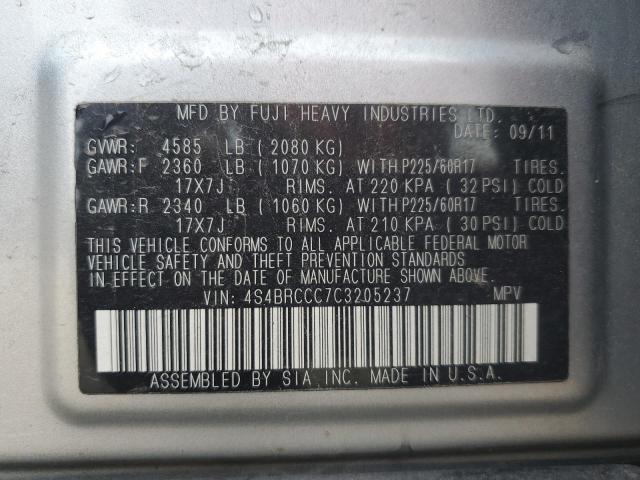 MFD BY FUJI HEAVY INDUSTRIES LTD.
DATE: 09/11
GVWR: 4585 LB (2080 KG)
GAWR:F 2360 LB (1070 KG) WITH P225/60R17 TIRES.
17X7J RIMS. AT 220 KPA (32 PSI) COLD
GAWR:R 2340 LB (1060 KG) WITH P225/60R17 TIRES.
17X7J RIMS. AT 210 KPA (30 PSI) COLD
THIS VEHICLE CONFORMS TO ALL APPLICABLE FEDERAL MOTOR
VEHICLE SAFETY AND THEFT PREVENTION STANDARDS
IN EFFECT ON THE DATE OF MANUFACTURE SHOWN ABOVE.
VIN: 4S4BRCCC7C3205237 MPV
ASSEMBLED BY SIA, INC. MADE IN U.S.A.